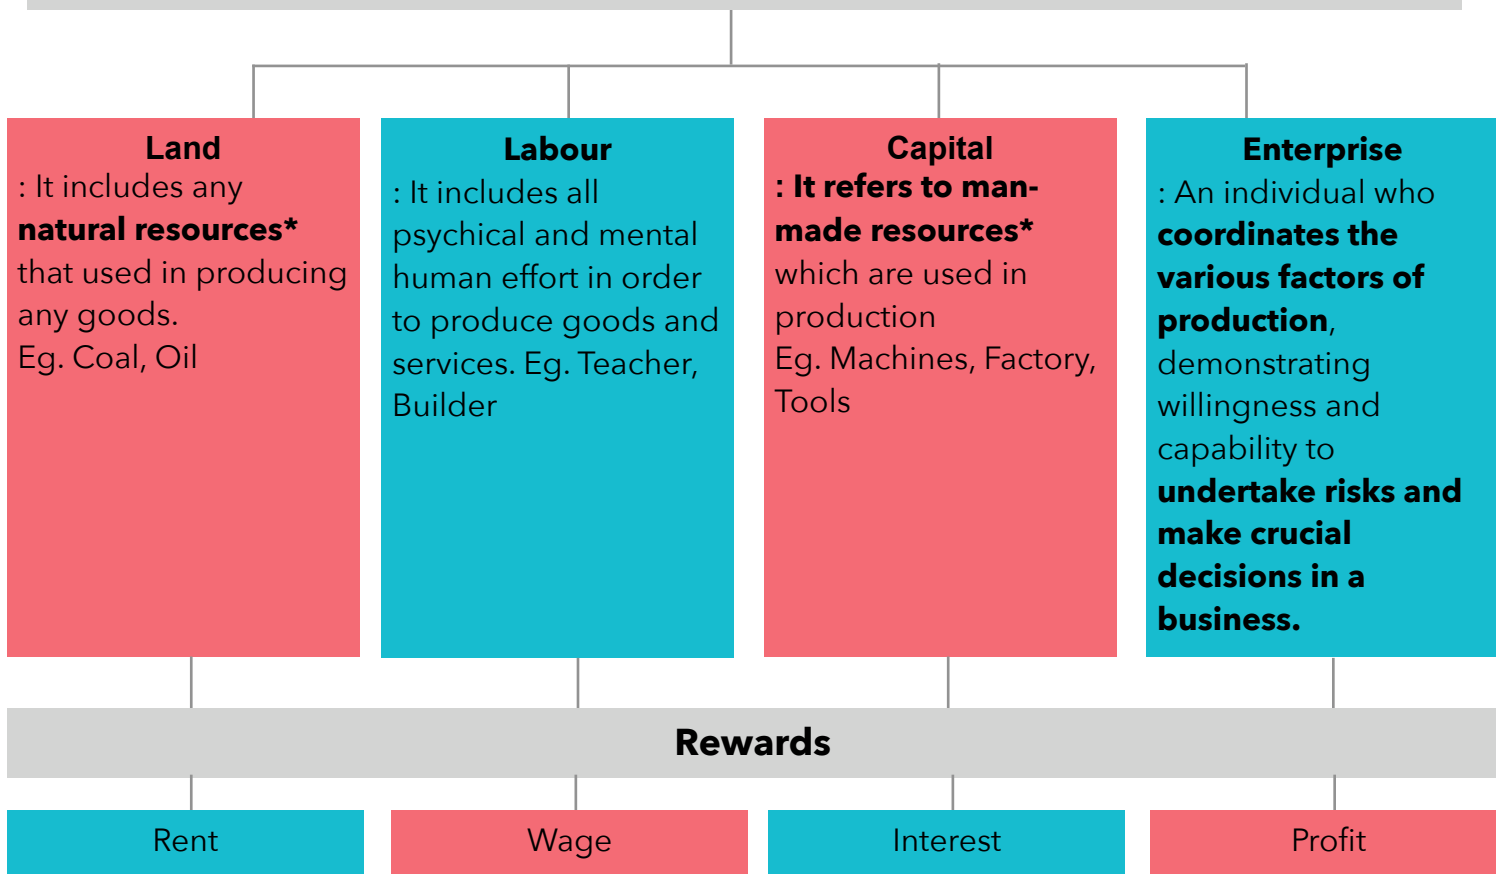 Land
: It includes any
natural resources*
that used in producing
any goods.
Eg. Coal, Oil
Labour
: It includes all
psychical and mental
human effort in order
to produce goods and
services. Eg. Teacher,
Builder
Capital
: It refers to man-
made resources*
which are used in
production
Eg. Machines, Factory,
Tools
Enterprise
: An individual who
coordinates the
various factors of
production,
demonstrating
willingness and
capability to
undertake risks and
make crucial
decisions in a
business.
Rewards
Rent
Wage
Interest
Profit